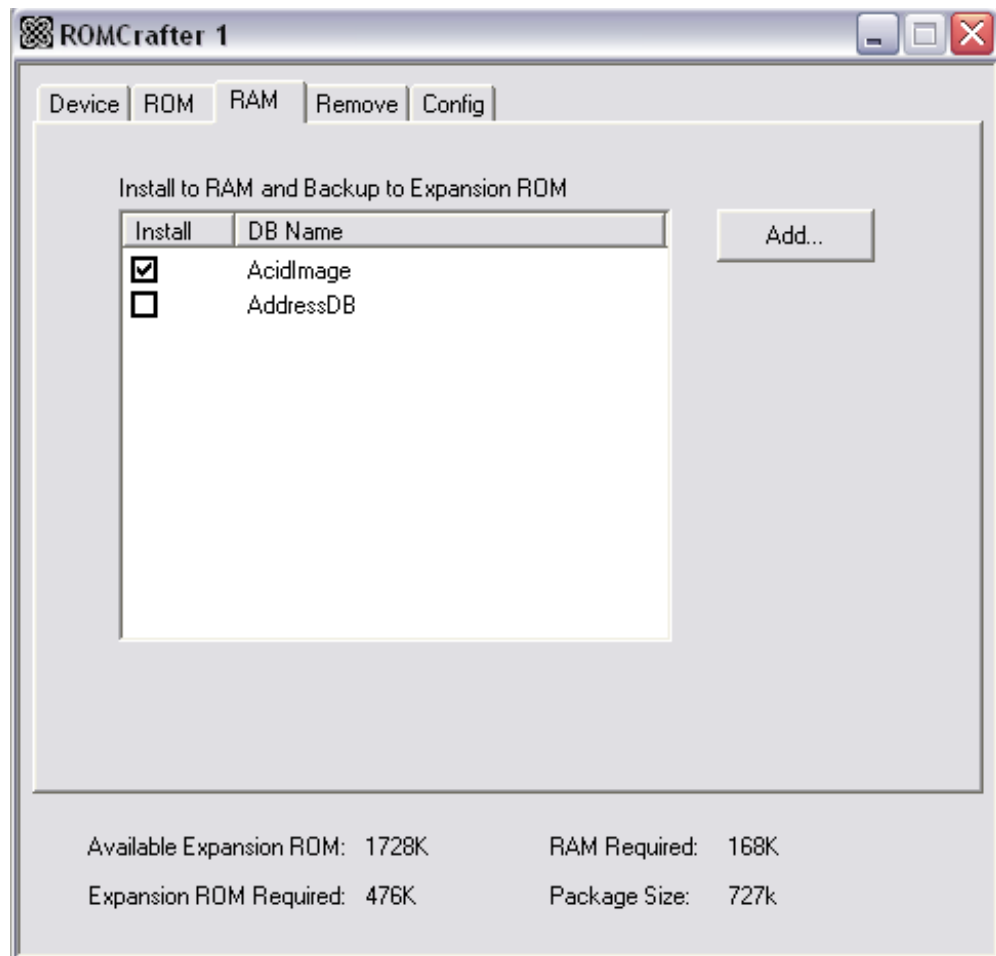 ROMCrafter 1
Device ROM RAM Remove Config
Install to RAM and Backup to Expansion ROM
Install DB Name
Add...
AcidImage
AddressDB
Available Expansion ROM: 1728K RAM Required: 168K
Expansion ROM Required: 476K Package Size: 727k